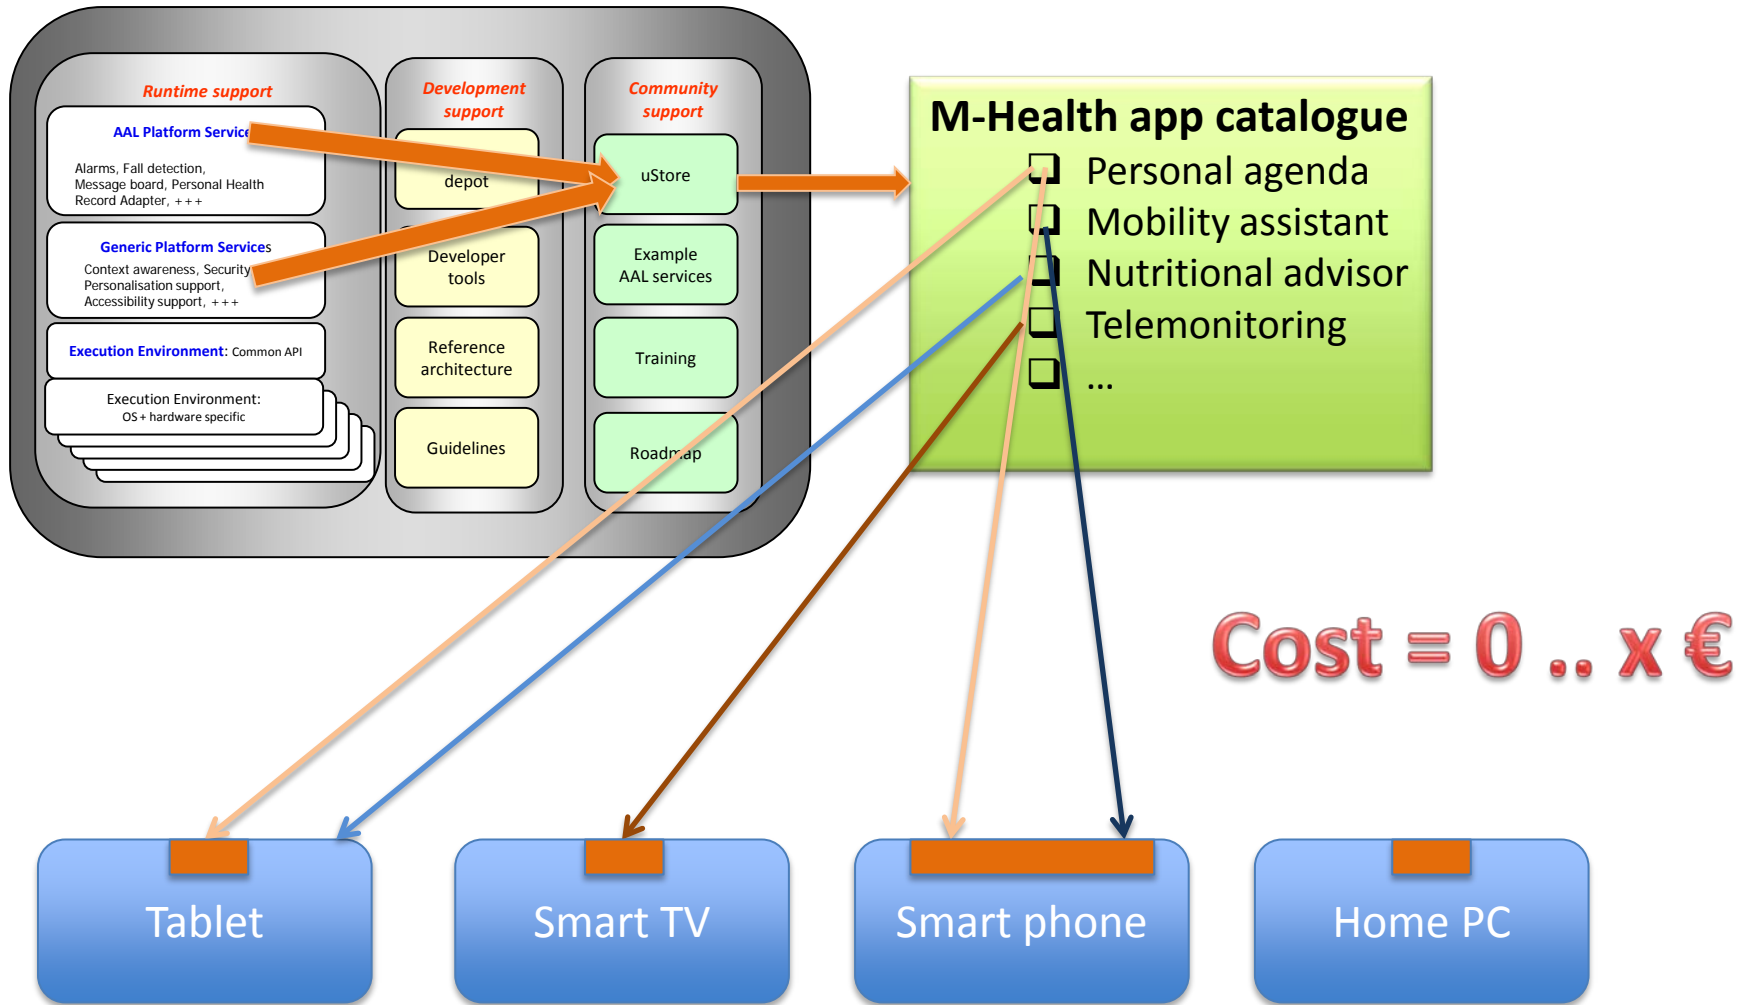 Runtime support
AAL Platform Service
Alarms, Fall detection,
Message board, Personal Health
Record Adapter, +++
Generic Platform Services
Context awareness, Security
Personalisation support,
Accessibility support, +++
Execution Environment: Common API
Execution Environment:
OS + hardware specific
Development
support
depot
Developer
tools
Reference
architecture
Guidelines
Community
support
uStore
Example
AAL services
Training
Roadmap
M-Health app catalogue
❑ Personal agenda
❑ Mobility assistant
❑ Nutritional advisor
❑ Telemonitoring
❑ ...
Cost = 0 .. x €
Tablet
Smart TV
Smart phone
Home PC